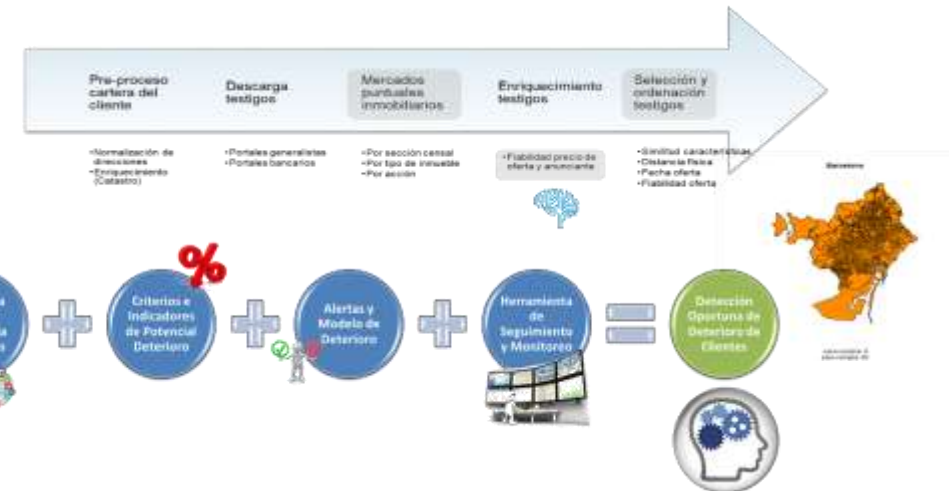 Pre-proceso
cartera del
cliente
Descarga
testigos
Mercados
puntuales
inmobiliarios
Enriquecimiento
testigos
Selección y
ordenación
testigos
•Normalización de
direcciones
•Enriquecimiento
(Catastro)
•Portales generalistas
•Portales bancarios
•Por sección censal
•Por tipo de inmueble
•Por acción
•Fiabilidad precio de
oferta y anunciante
•Similitud características
•Distancia física
•Fecha oferta
•Fiabilidad oferta
Barcelona
%
Criterios e
Indicadores
de Potencial
Deterioro
Alertas y
Modelo de
Deterioro
Herramienta
de
Seguimiento
y Monitoreo
Detección
Oportuna de
Deterioro de
Clientes